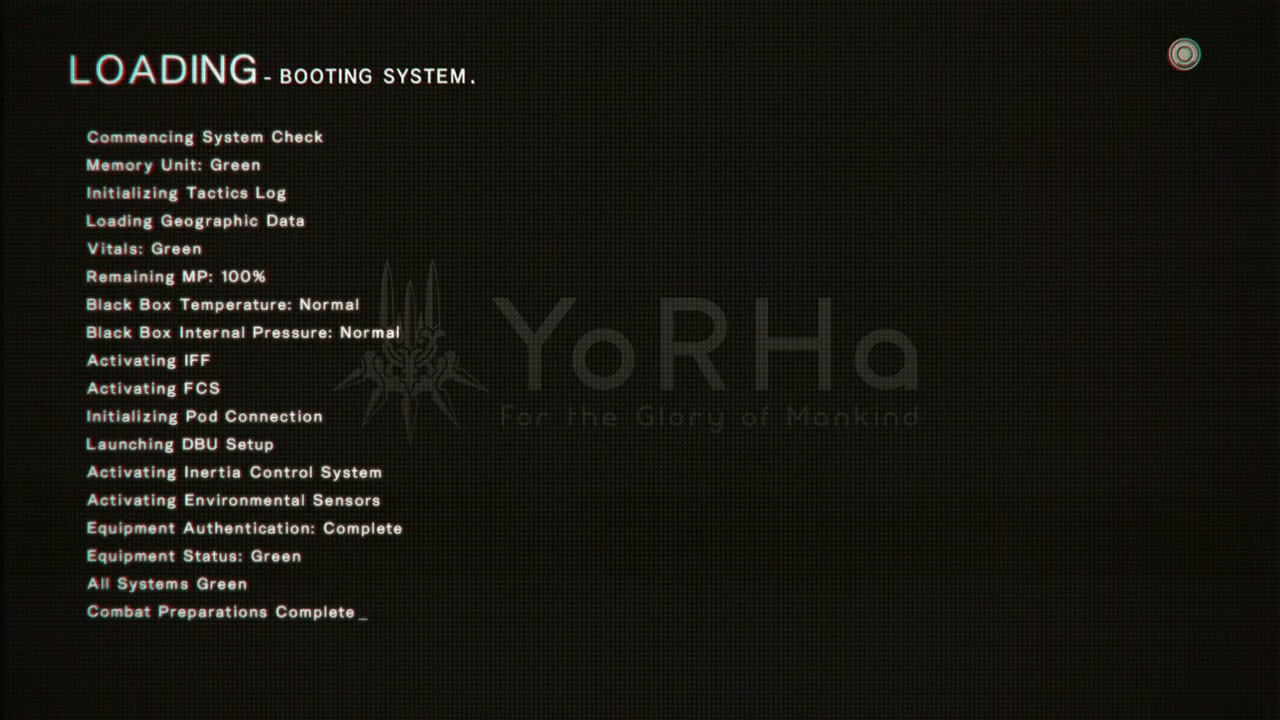 LOADING - BOOTING SYSTEM.
Commencing System Check
Memory Unit: Green
Initializing Tactics Log
Loading Geographic Data
Vitals: Green
Remaining MP: 100%
Black Box Temperature: Normal
Black Box Internal Pressure: Normal
Activating IFF
Activating FCS
Initializing Pod Connection
Launching DBU Setup
Activating Inertia Control System
Activating Environmental Sensors
Equipment Authentication: Complete
Equipment Status: Green
All Systems Green
Combat Preparations Complete_
YoRHa
For the Glory of Mankind